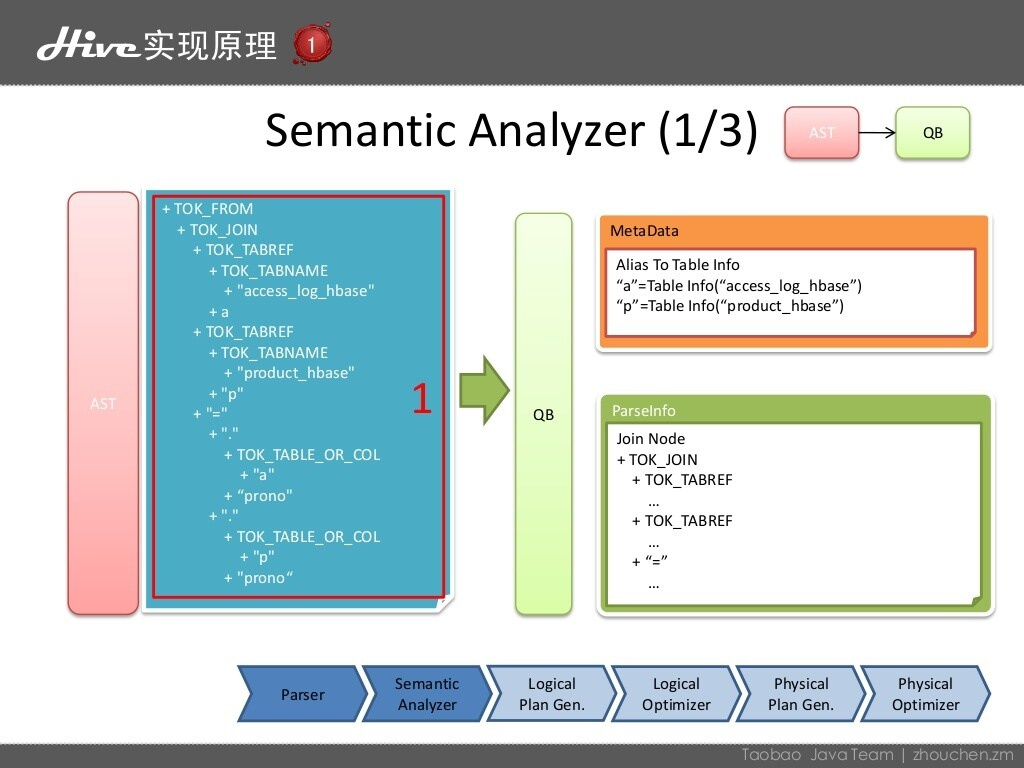 Hive实现原理 1
Semantic Analyzer (1/3)
AST
QB
AST
+ TOK_FROM
+ TOK_JOIN
+ TOK_TABREF
+ TOK_TABNAME
+ "access_log_hbase"
+ a
+ TOK_TABREF
+ TOK_TABNAME
+ "product_hbase"
+ "p"
+ "="
+ "."
+ TOK_TABLE_OR_COL
+ "a"
+ “prono"
+ "."
+ TOK_TABLE_OR_COL
+ "p"
+ "prono“
1
QB
MetaData
Alias To Table Info
“a”=Table Info(“access_log_hbase”)
“p”=Table Info(“product_hbase”)
ParseInfo
Join Node
+ TOK_JOIN
+ TOK_TABREF
…
+ TOK_TABREF
…
+ “=”
…
Parser
Semantic
Analyzer
Logical
Plan Gen.
Logical
Optimizer
Physical
Plan Gen.
Physical
Optimizer
Taobao Java Team | zhouchen.zm